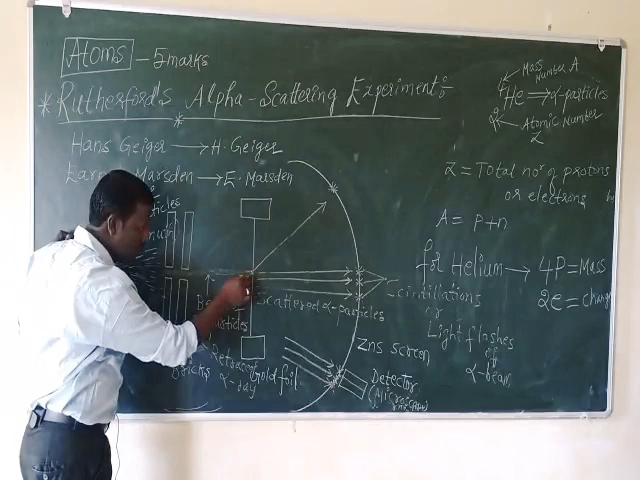 Atoms - 5marks
* Rutherford's Alpha-Scattering Experiment:-
Hans Geiger → H. Geiger
Marsden → E. Marsden
Scattered α-particles
Gold foil
Scintillations
or
Light flashes
of
α-beam
Zns screen
Detector
Mass
Number A
He ⇒ α-particles
Atomic Number
Z
Z = Total no of protons
or electrons
A = p+n
for Helium → 4P = Mass
2e =